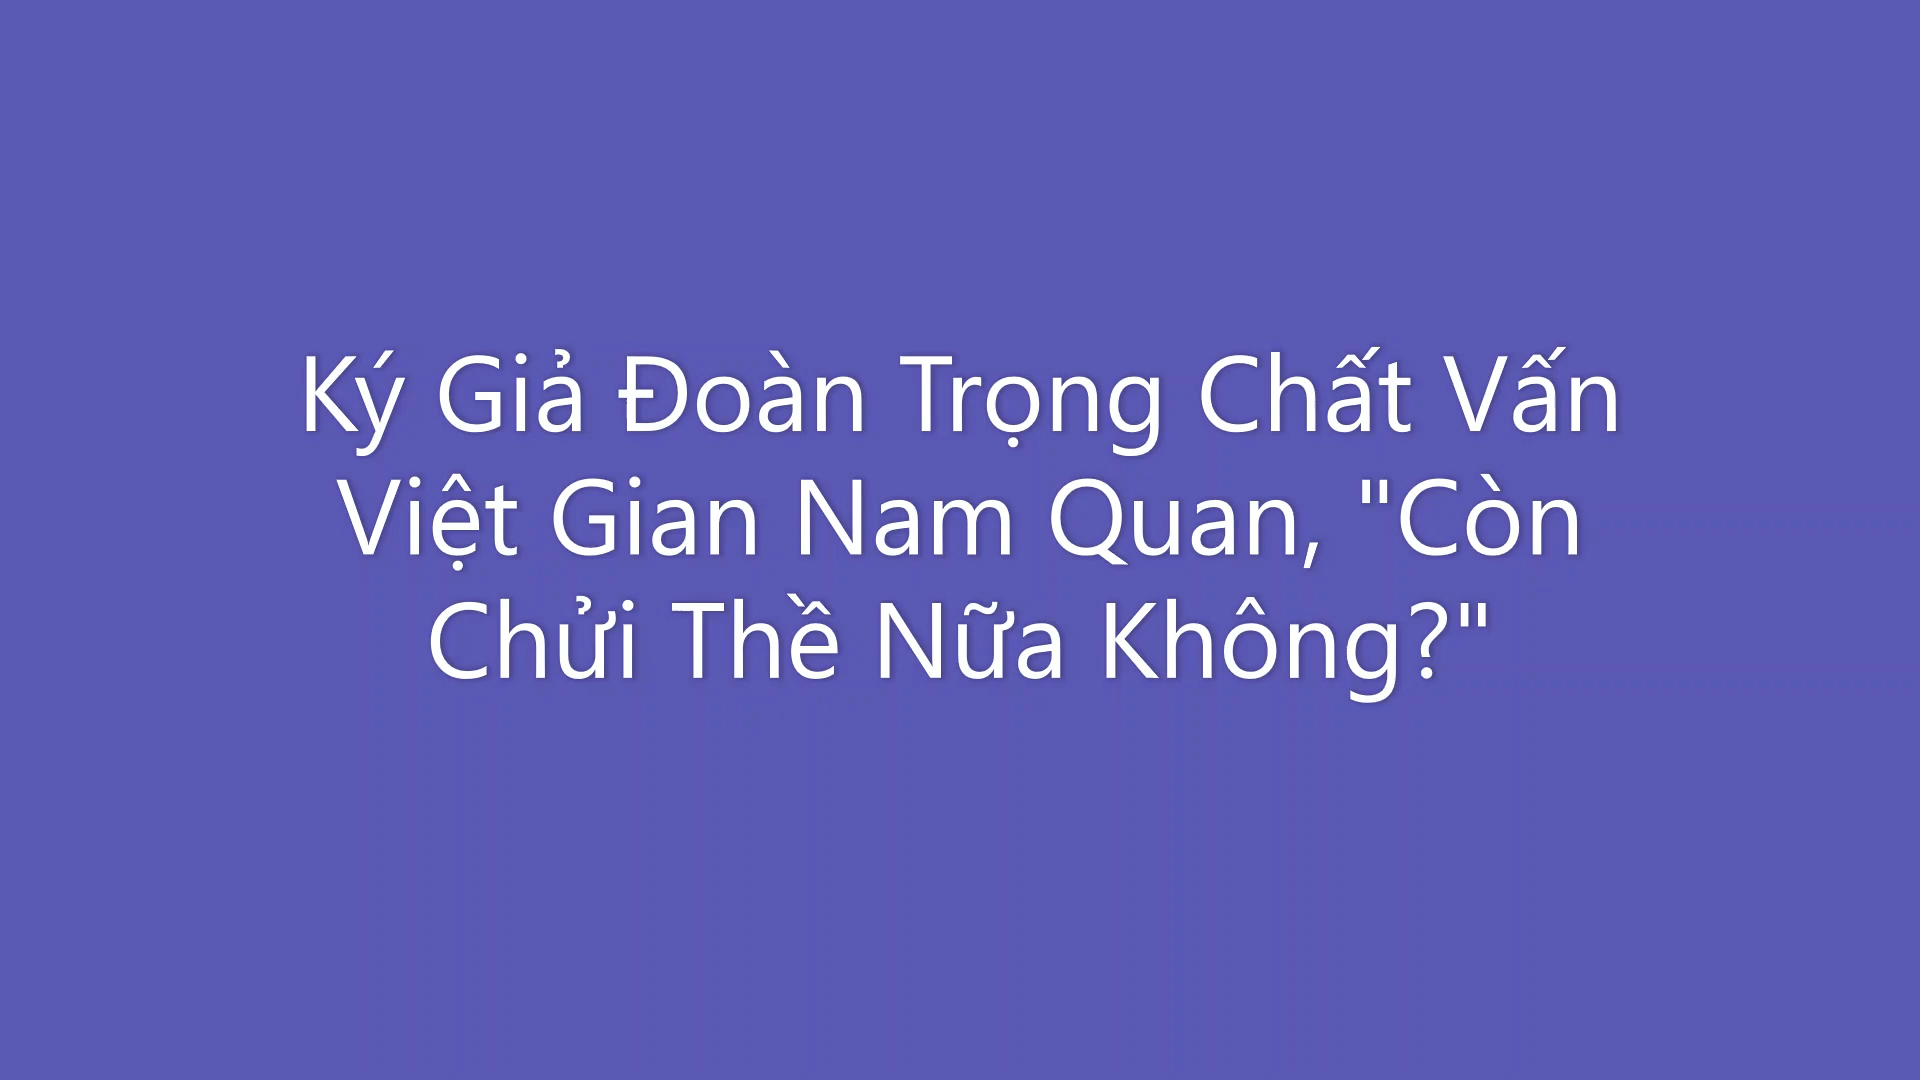 Ký Giả Đoàn Trọng Chất Vấn
Việt Gian Nam Quan, "Còn
Chửi Thề Nữa Không?"